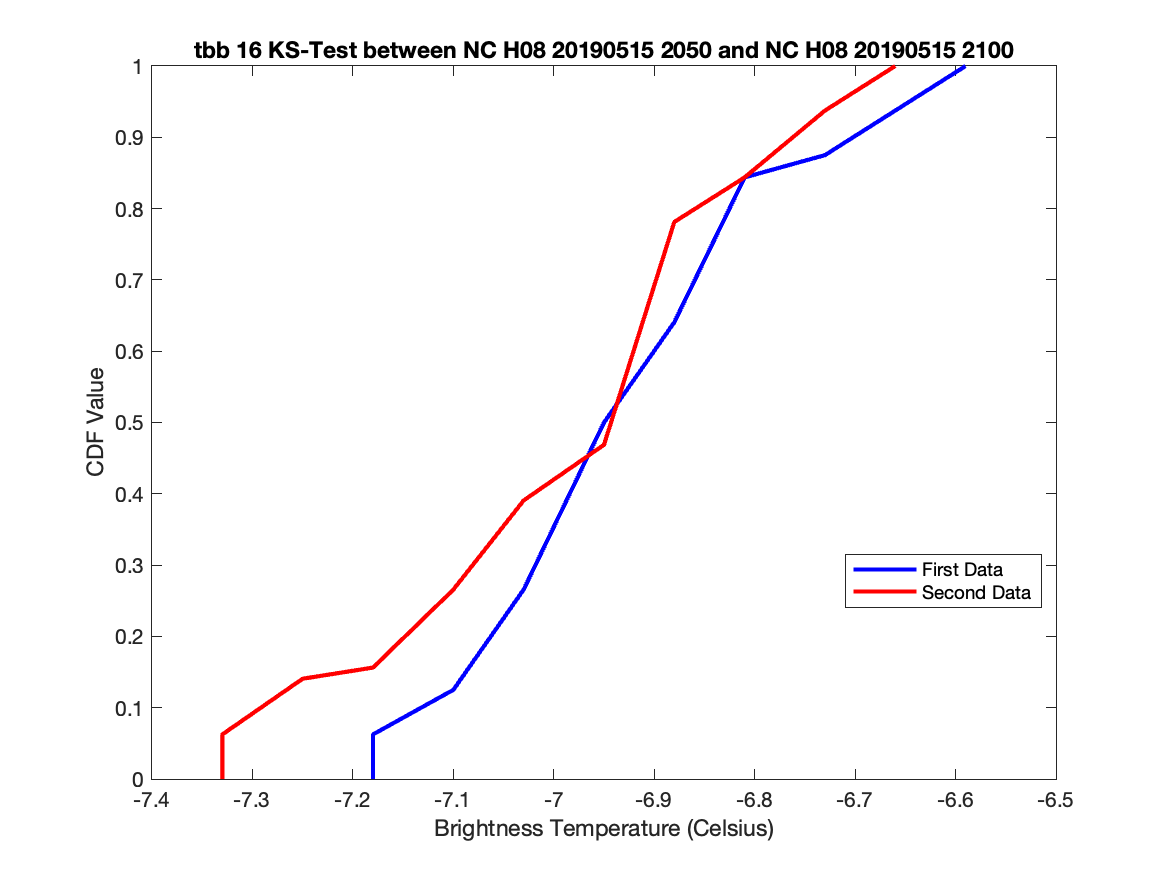 tbb 16 KS-Test between NC H08 20190515 2050 and NC H08 20190515 2100
1
0.9
0.8
0.7
0.6
0.5
0.4
0.3
0.2
0.1
0
CDF Value
First Data
Second Data
-7.4 -7.3 -7.2 -7.1 -7 -6.9 -6.8 -6.7 -6.6 -6.5
Brightness Temperature (Celsius)